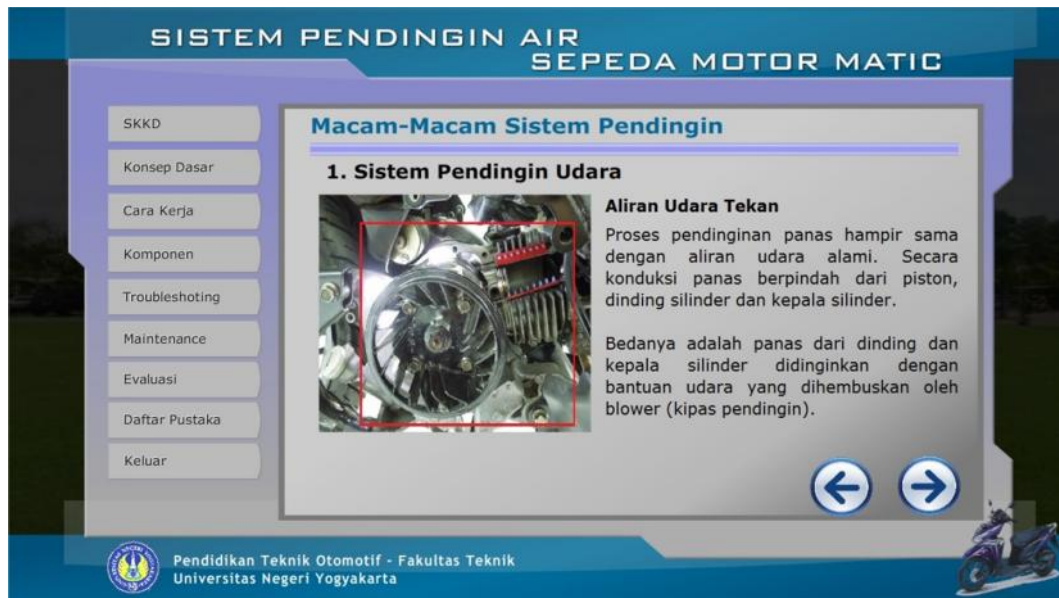 SISTEM PENDINGIN AIR
SEPEDA MOTOR MATIC
SKKD
Konsep Dasar
Cara Kerja
Komponen
Troubleshoting
Maintenance
Evaluasi
Daftar Pustaka
Keluar
Macam-Macam Sistem Pendingin
1. Sistem Pendingin Udara
Aliran Udara Tekan
Proses pendinginan panas hampir sama
dengan aliran udara alami. Secara
konduksi panas berpindah dari piston,
dinding silinder dan kepala silinder.
Bedanya adalah panas dari dinding dan
kepala silinder didinginkan dengan
bantuan udara yang dihembuskan oleh
blower (kipas pendingin).
Pendidikan Teknik Otomotif - Fakultas Teknik
Universitas Negeri Yogyakarta